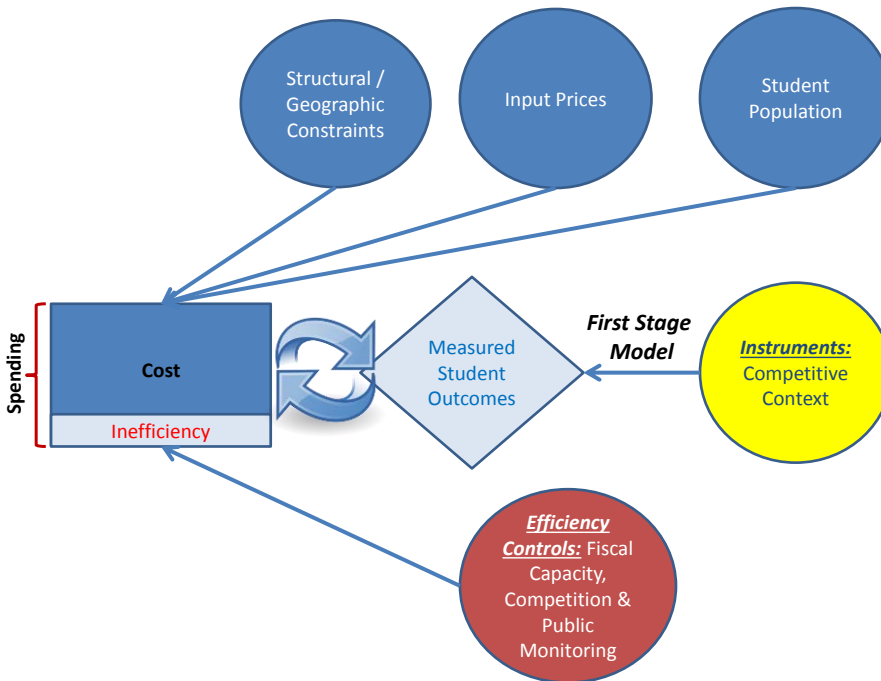 Structural /
Geographic
Constraints
Input Prices
Student
Population
Spending
Cost
Inefficiency
Measured
Student
Outcomes
First Stage
Model
Instruments:
Competitive
Context
Efficiency
Controls: Fiscal
Capacity,
Competition &
Public
Monitoring